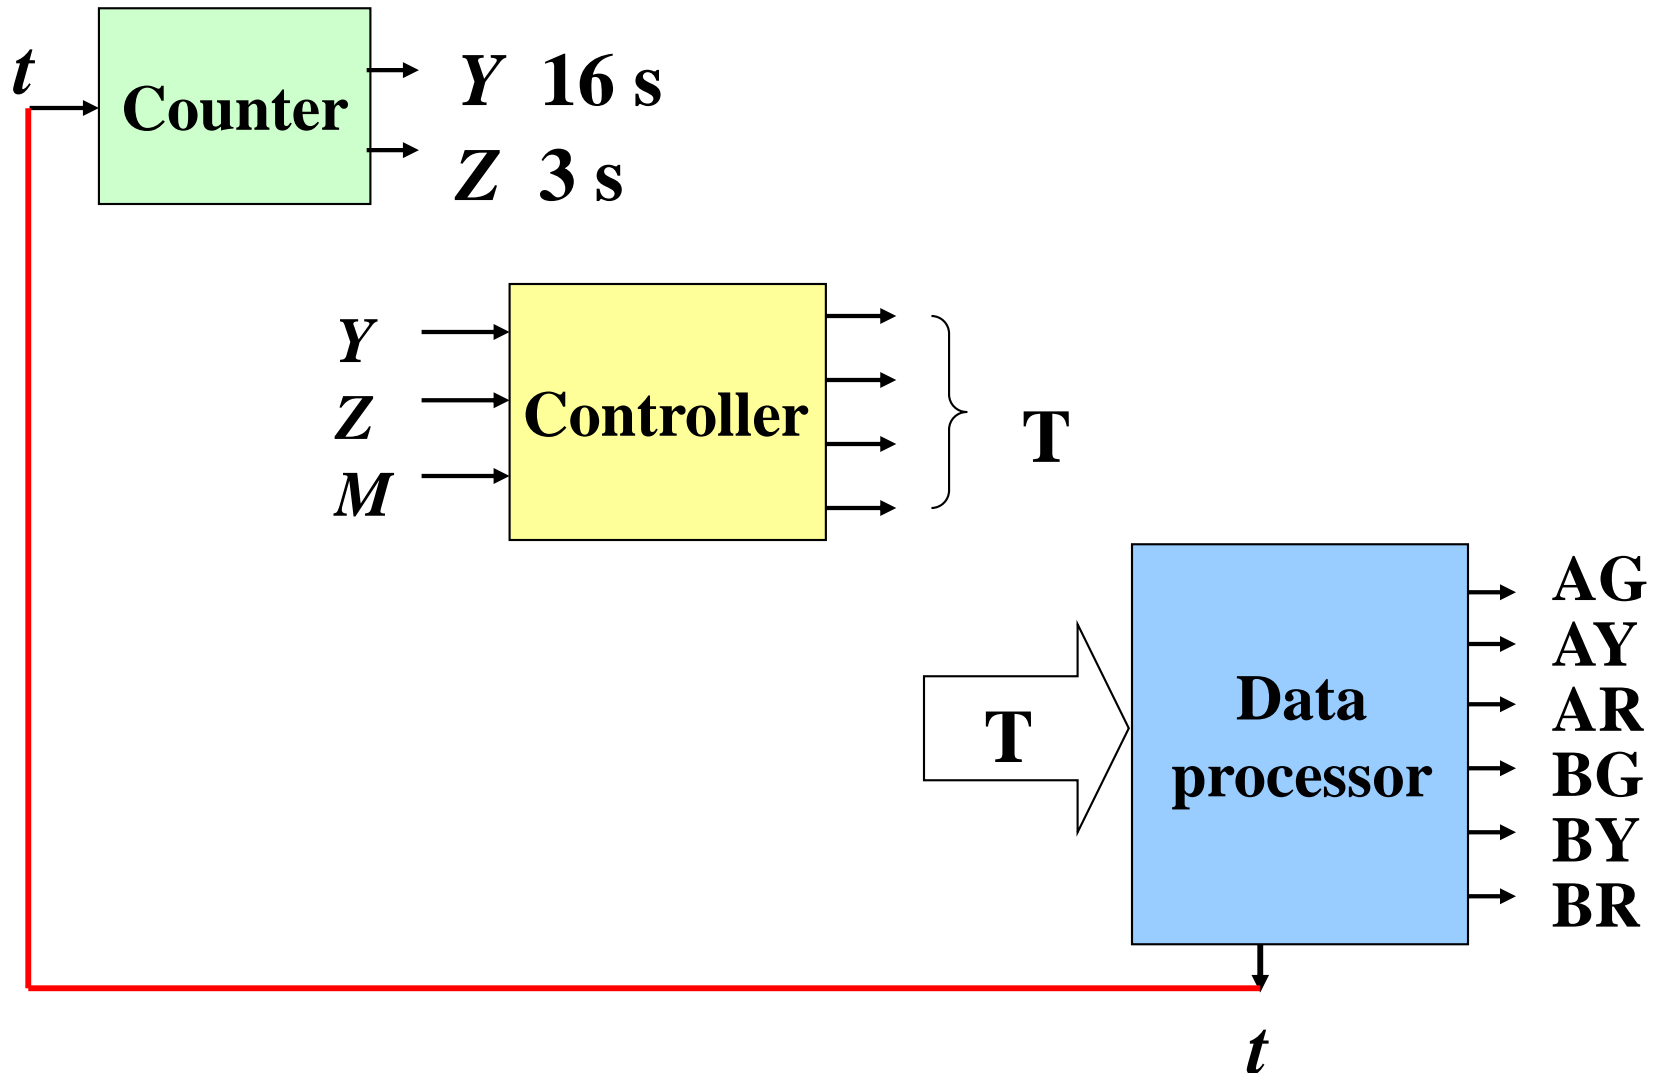 t
Counter
Y 16 s
Z 3 s
Y
Z
M
Controller
T
T
Data
processor
AG
AY
AR
BG
BY
BR
t